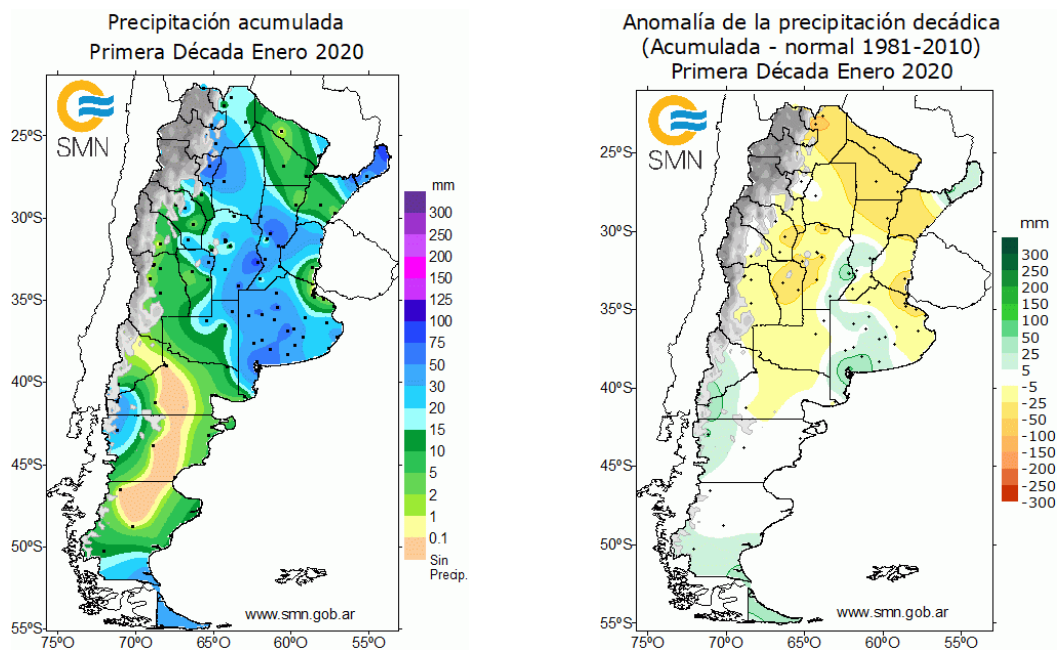 Precipitación acumulada
Primera Década Enero 2020
SMN
25ºS
30ºS
35ºS
40ºS
45ºS
50ºS
55ºS
75ºO 70ºO 65ºO 60ºO 55ºO
mm
300
250
200
150
125
100
75
50
30
20
15
10
5
2
1
0.1
Sin
Precip.
www.smn.gob.ar
Anomalía de la precipitación decádica
(Acumulada - normal 1981-2010)
Primera Década Enero 2020
SMN
25ºS
30ºS
35ºS
40ºS
45ºS
50ºS
55ºS
75ºO 70ºO 65ºO 60ºO 55ºO
mm
300
250
200
150
100
50
25
5
-5
-25
-50
-100
-150
-200
-250
-300
www.smn.gob.ar